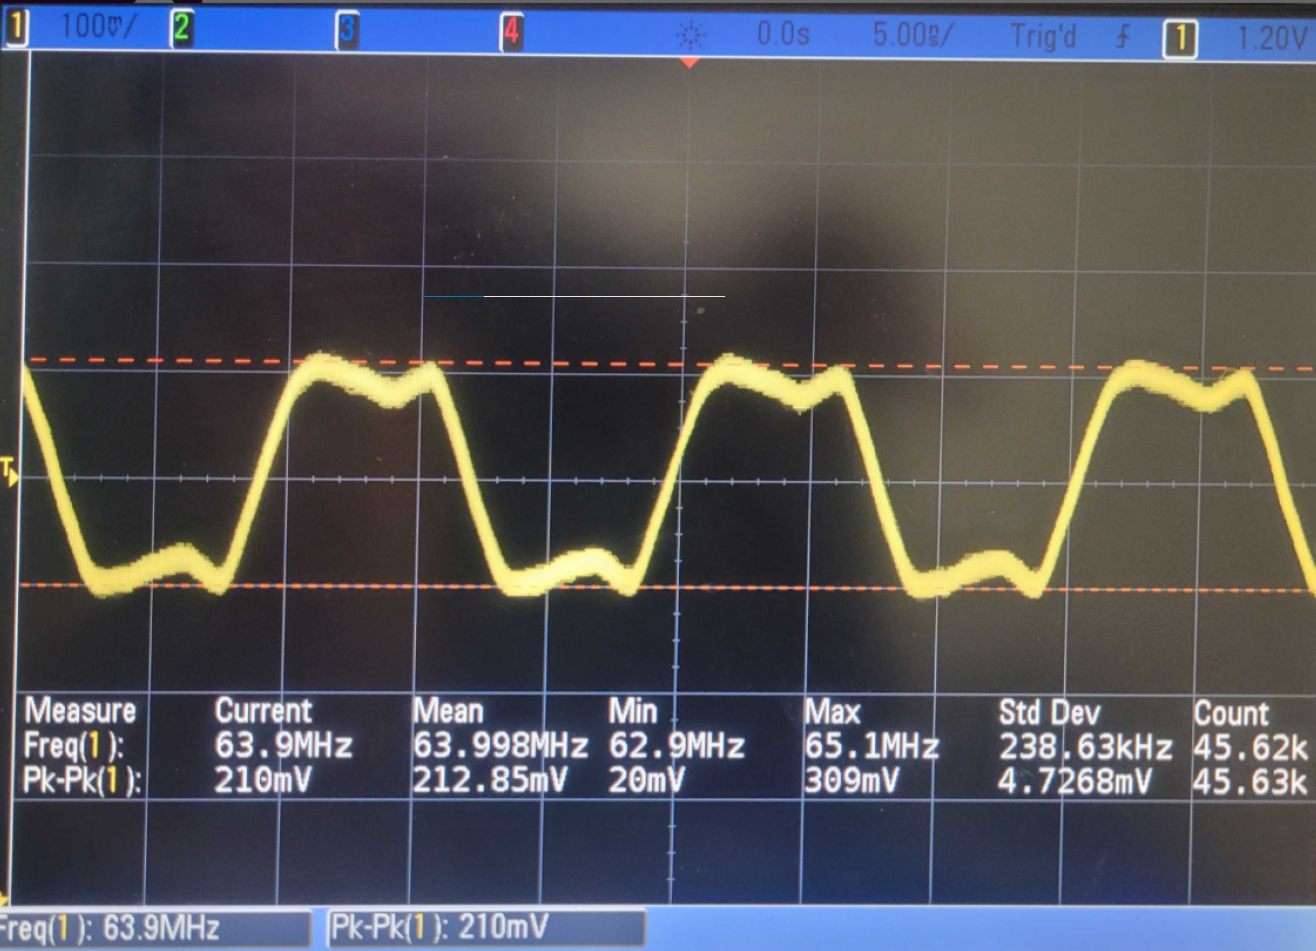 1 100mV/ 2 3 4 0.0s 5.00ns/ Trig'd 1 1.20V
T
Measure Current Mean Min Max Std Dev Count
Freq(1): 63.9MHz 63.998MHz 62.9MHz 65.1MHz 238.63kHz 45.62k
Pk-Pk(1): 210mV 212.85mV 20mV 309mV 4.7268mV 45.63k
Freq(1): 63.9MHz Pk-Pk(1): 210mV